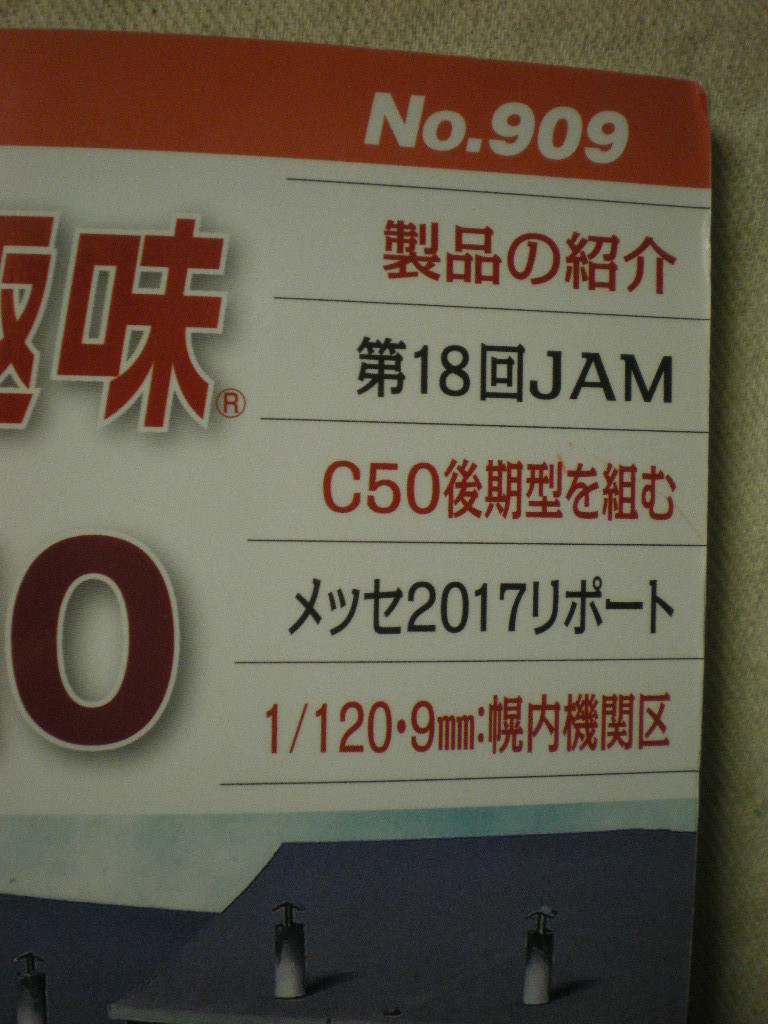 No.909
製品の紹介
趣味®
第18回JAM
C50後期型を組む
10
メッセ2017リポート
1/120・9㎜:幌内機関区